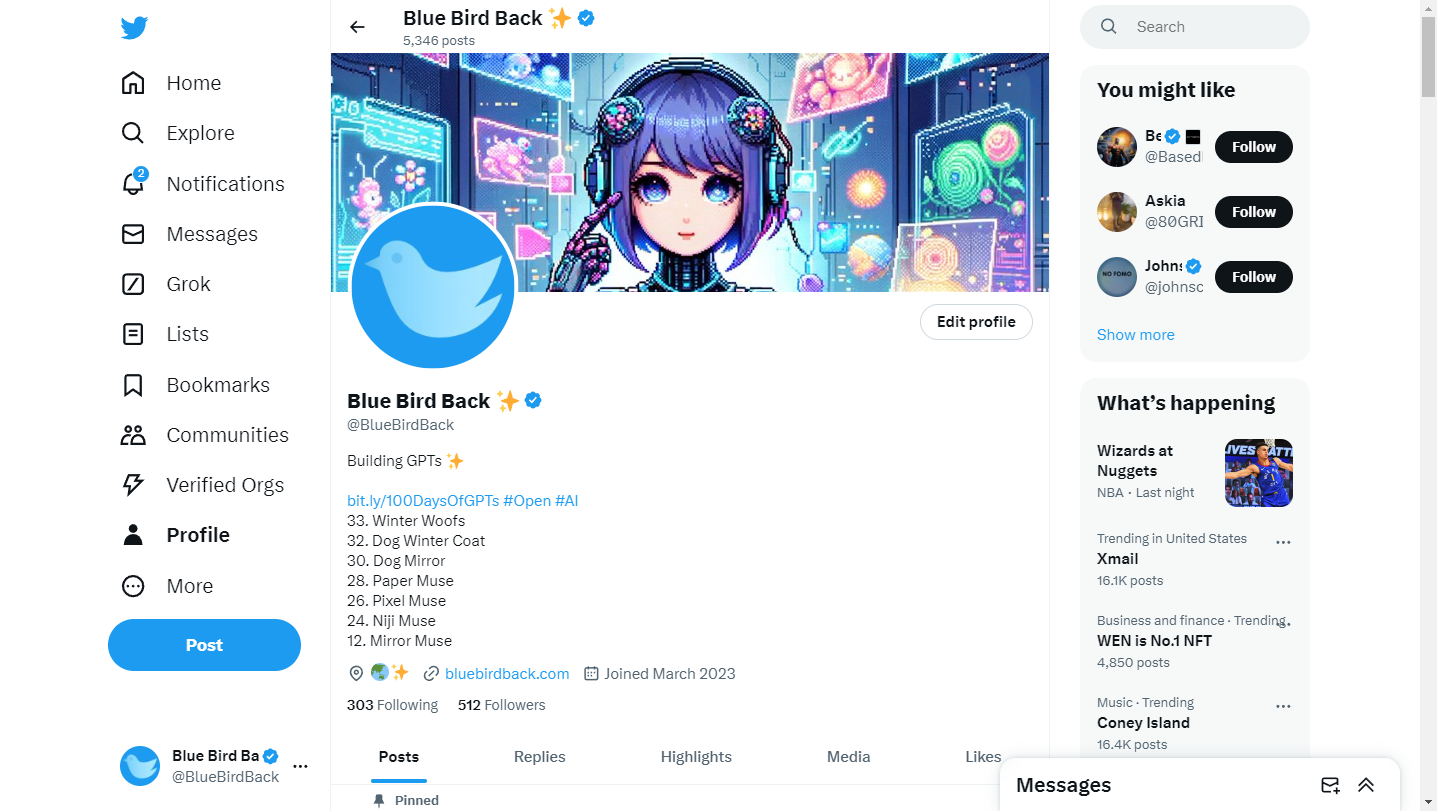 Home
Explore
2
Notifications
Messages
Grok
Lists
Bookmarks
Communities
Verified Orgs
Profile
More
Post
Blue Bird Ba
@BlueBirdBack
Blue Bird Back ✨
5,346 posts
Edit profile
Blue Bird Back ✨
@BlueBirdBack
Building GPTs ✨
bit.ly/100DaysOfGPTs #Open #AI
33. Winter Woofs
32. Dog Winter Coat
30. Dog Mirror
28. Paper Muse
26. Pixel Muse
24. Niji Muse
12. Mirror Muse
🌏✨ bluebirdback.com Joined March 2023
303 Following 512 Followers
Posts Replies Highlights Media Likes
Pinned
Search
You might like
Be
@Based
Follow
Askia
@80GRI
Follow
NO FOMO
Johns
@johnsc
Follow
Show more
What's happening
Wizards at
Nuggets
NBA · Last night
Trending in United States
Xmail
16.1K posts
Business and finance · Trending
WEN is No.1 NFT
4,850 posts
Music · Trending
Coney Island
16.4K posts
Messages